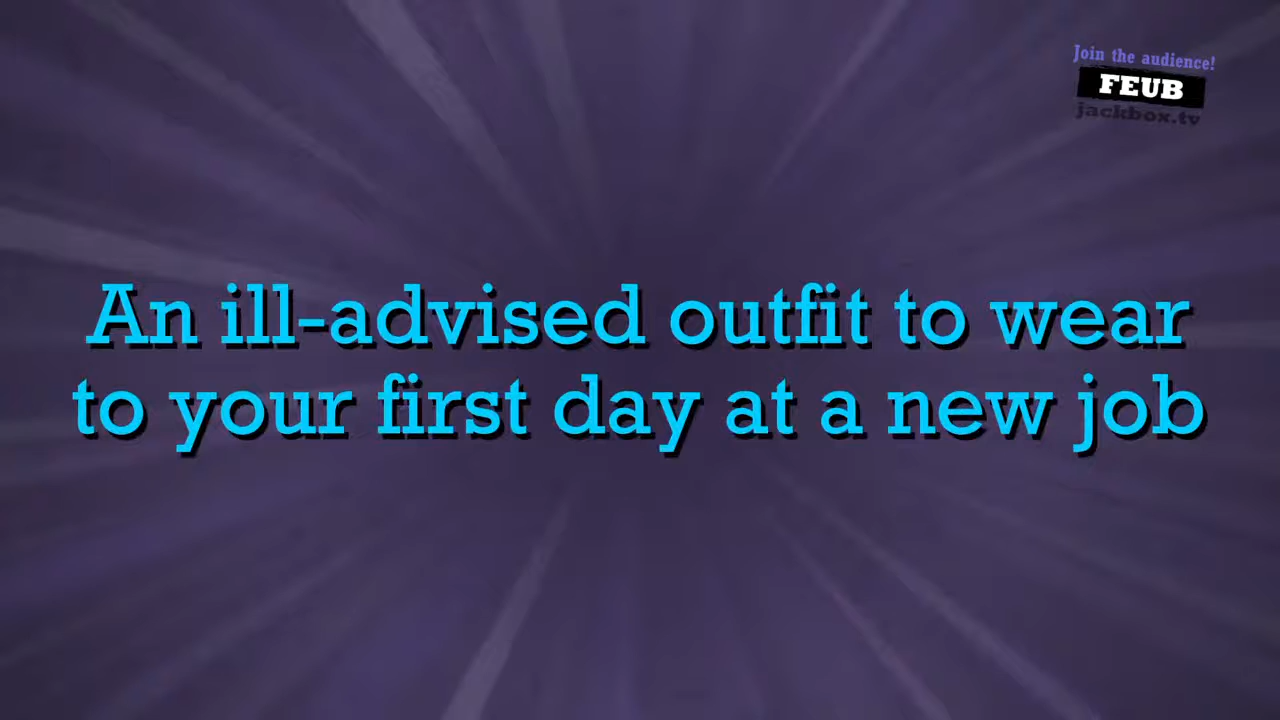 Join the audience!
FEUB
jackbox.tv
An ill-advised outfit to wear
to your first day at a new job